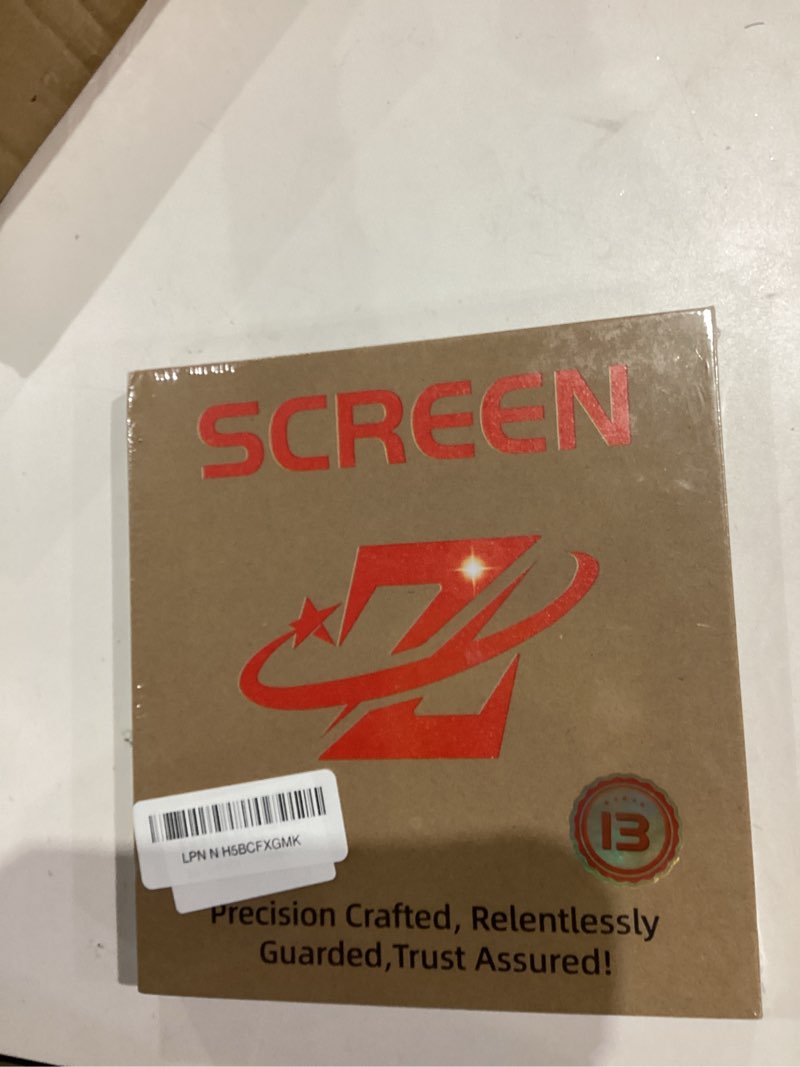 SCREEN
Z
LPN N H5BCFXGMK
13
Precision Crafted, Relentlessly
Guarded,Trust Assured!